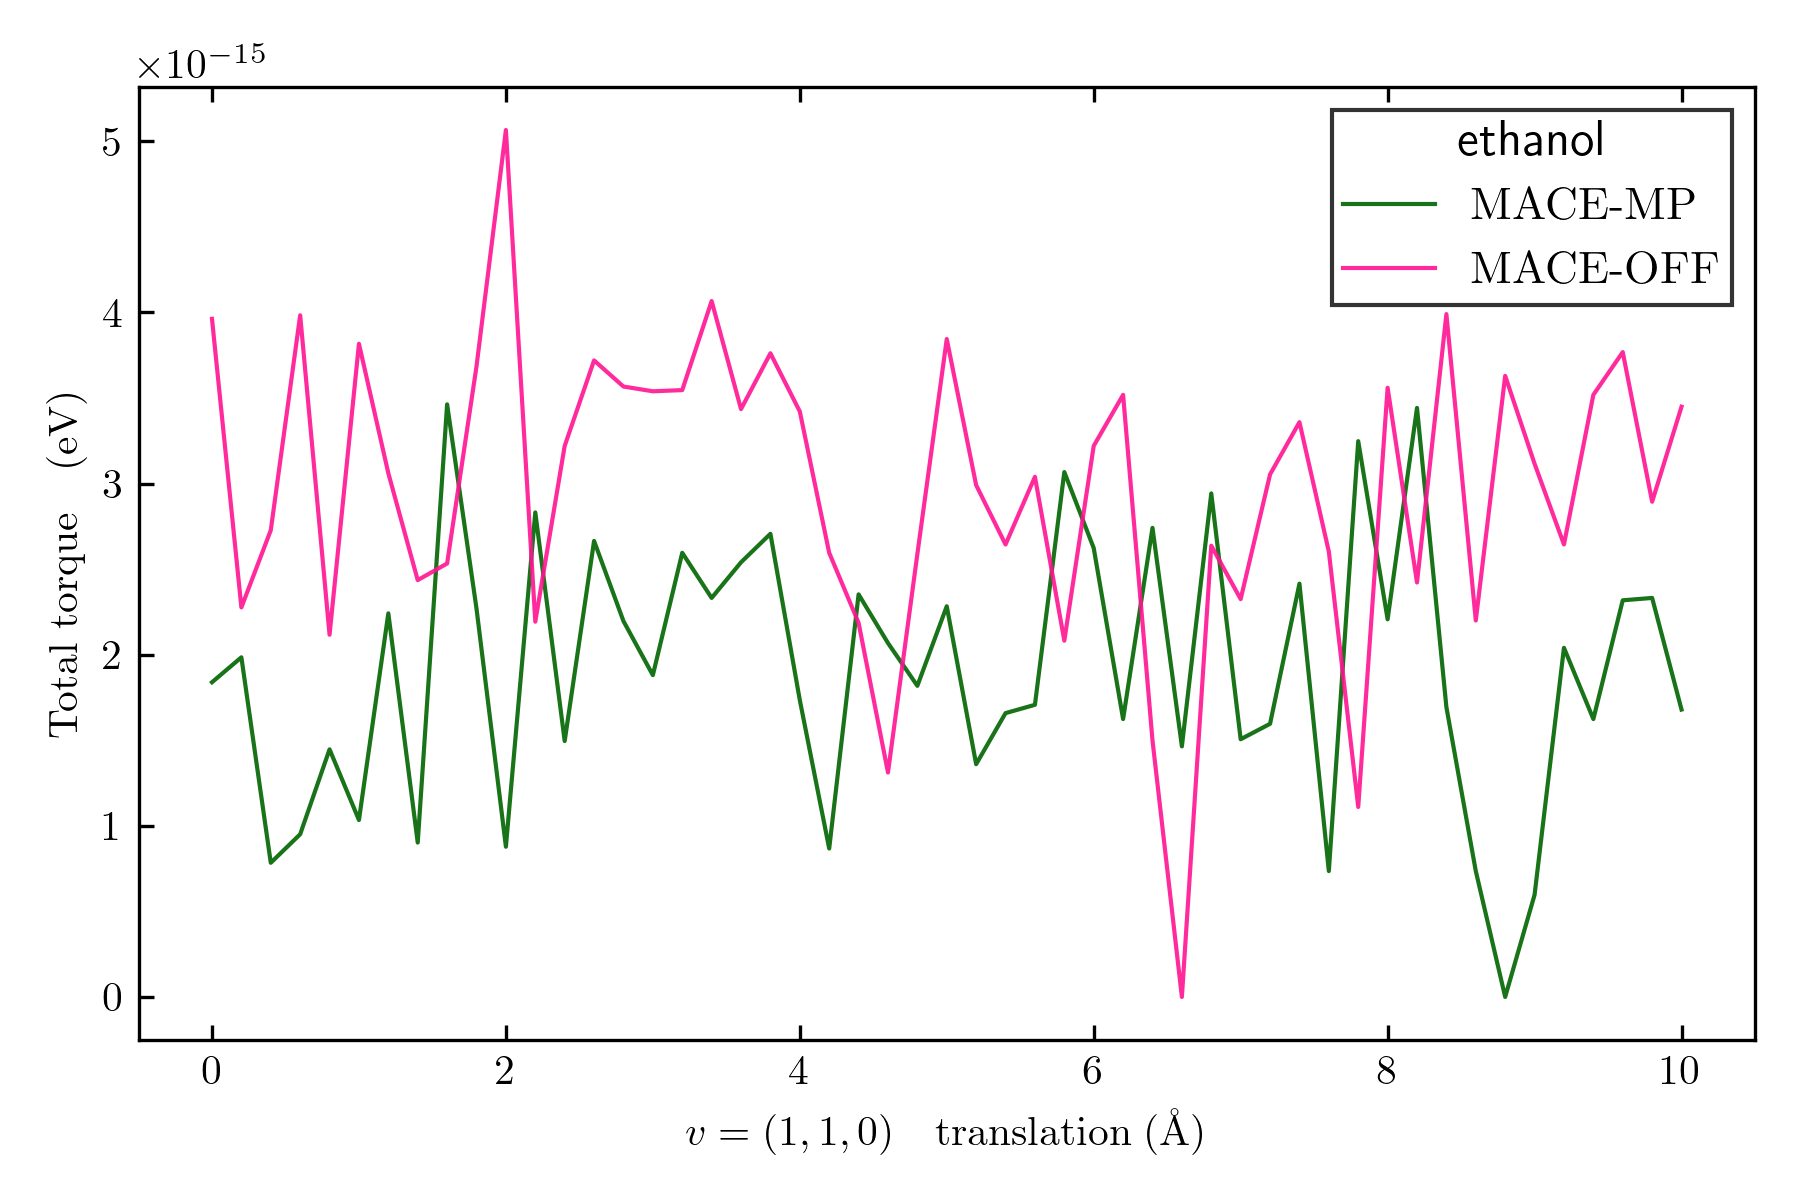 ×10⁻¹⁵
5
4
3
2
1
0
Total torque (eV)
ethanol
MACE-MP
MACE-OFF
0 2 4 6 8 10
v = (1, 1, 0) translation (Å)